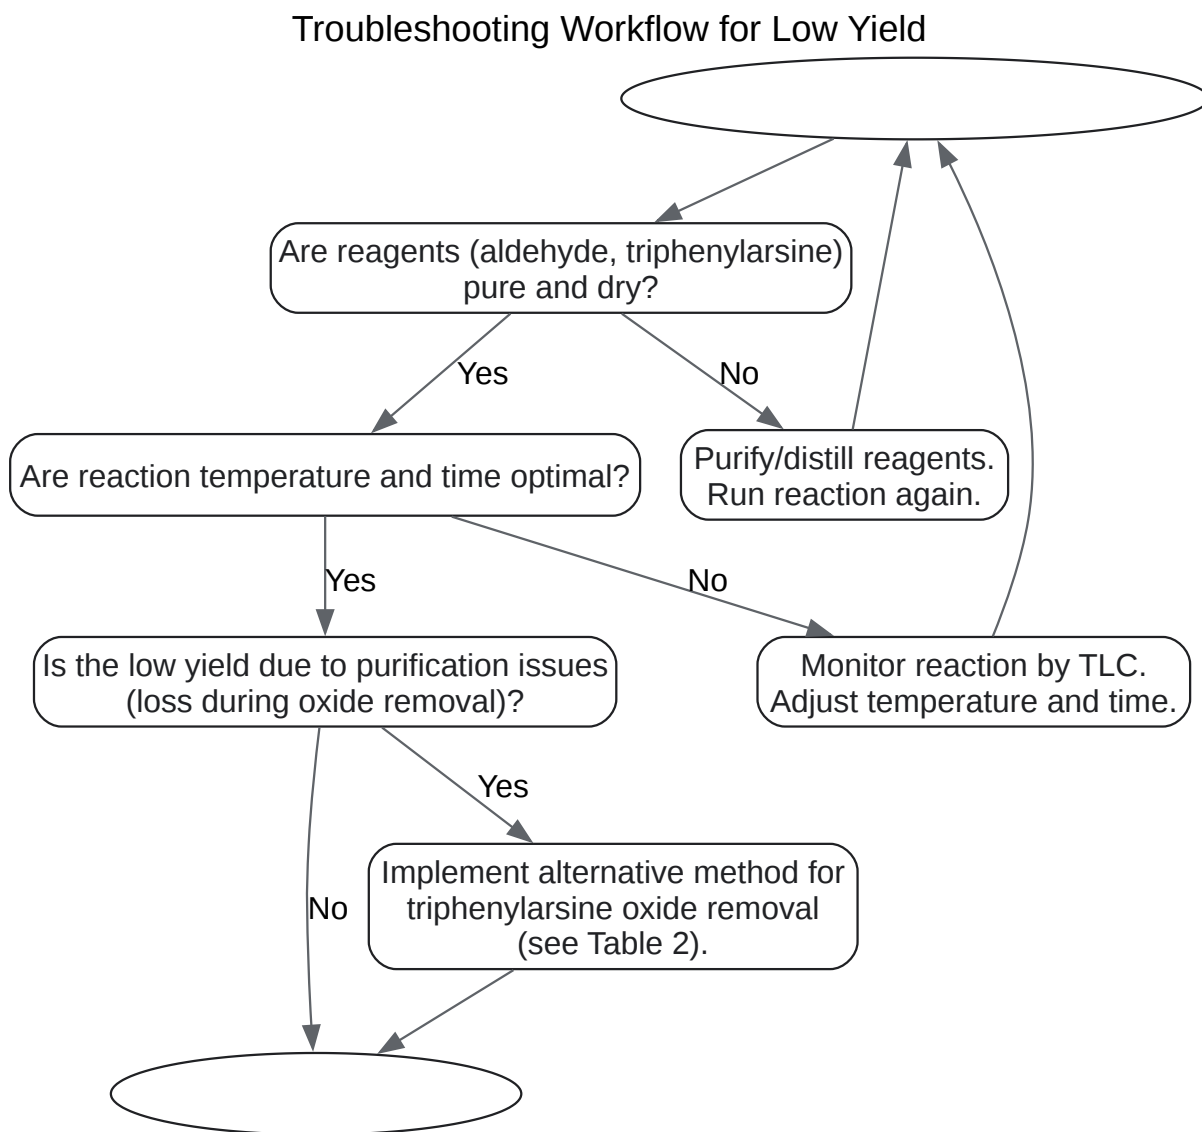 Troubleshooting Workflow for Low Yield
Are reagents (aldehyde, triphenylarsine)
pure and dry?
Yes
No
Are reaction temperature and time optimal?
Purify/distill reagents.
Run reaction again.
Yes
No
Is the low yield due to purification issues
(loss during oxide removal)?
Monitor reaction by TLC.
Adjust temperature and time.
Yes
No
Implement alternative method for
triphenylarsine oxide removal
(see Table 2).